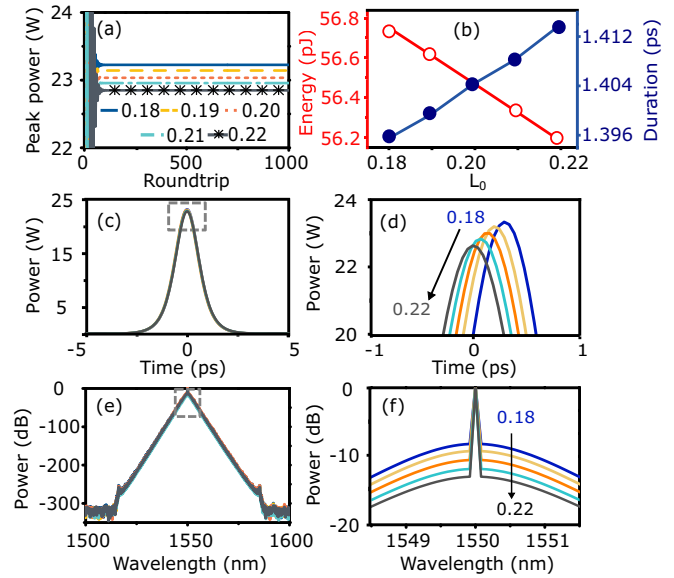 (a)
Peak power (W)
24
23
22
0.18 0.19 0.20
0.21 0.22
0 500 1000
Roundtrip
(b)
Energy (pJ)
56.8
56.6
56.4
56.2
Duration (ps)
1.412
1.404
1.396
0.18 0.20 0.22
L0
(c)
Power (W)
25
15
5
-5 0 5
Time (ps)
(d)
Power (W)
24
22
20
0.18
0.22
-1 0 1
Time (ps)
(e)
Power (dB)
0
-100
-200
-300
1500 1550 1600
Wavelength (nm)
(f)
Power (dB)
0
-10
-20
0.18
0.22
1549 1550 1551
Wavelength (nm)